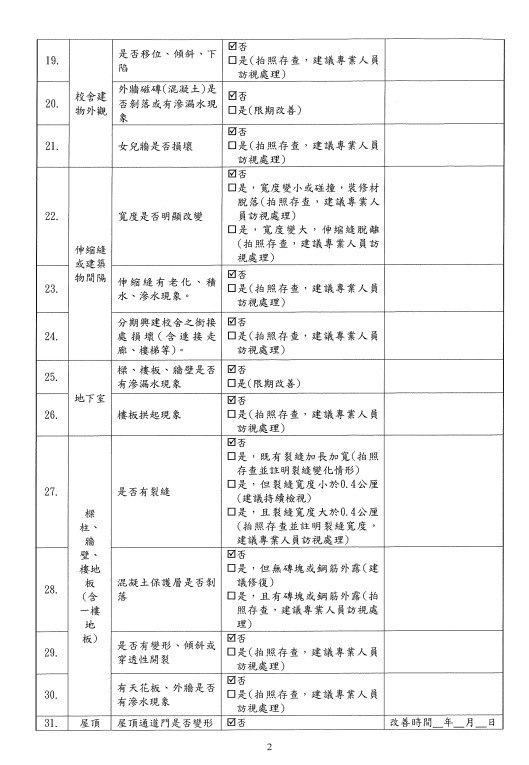 19.
校舍建
物外觀
是否移位、傾斜、下
陷
☑否
□是(拍照存查，建議專業人員
訪視處理)
20.
外牆磁磚(混凝土)是
否剝落或有滲漏水現
象
☑否
□是(限期改善)
21.
女兒牆是否損壞
☑否
□是(拍照存查，建議專業人員
訪視處理)
22.
伸縮縫
或建築
物間隔
寬度是否明顯改變
☑否
□是，寬度變小或碰撞，裝修材
脫落(拍照存查，建議專業人
員訪視處理)
□是，寬度變大，伸縮縫脫離
(拍照存查，建議專業人員訪
視處理)
23.
伸縮縫有老化、積
水、滲水現象。
☑否
□是(拍照存查，建議專業人員
訪視處理)
24.
分期興建校舍之銜接
處損壞(含連接走
廊、樓梯等)。
☑否
□是(拍照存查，建議專業人員
訪視處理)
25.
地下室
樑、樓板、牆壁是否
有滲漏水現象
☑否
□是(限期改善)
26.
樓板拱起現象
☑否
□是(拍照存查，建議專業人員
訪視處理)
27.
樑
柱、
牆
壁、
樓地
板
(含
一樓
地
板)
是否有裂縫
☑否
□是，既有裂縫加長加寬(拍照
存查並註明裂縫變化情形)
□是，但裂縫寬度小於0.4公厘
(建議持續檢視)
□是，且裂縫寬度大於0.4公厘
(拍照存查並註明裂縫寬度，
建議專業人員訪視處理)
28.
混凝土保護層是否剝
落
☑否
□是，但無磚塊或鋼筋外露(建
議修復)
□是，且有磚塊或鋼筋外露(拍
照存查，建議專業人員訪視處
理)
29.
是否有變形、傾斜或
穿透性開裂
☑否
□是(拍照存查，建議專業人員
訪視處理)
30.
有天花板、外牆是否
有滲水現象
☑否
□是(拍照存查，建議專業人員
訪視處理)
31.
屋頂
屋頂通道門是否變形
☑否
改善時間__年__月__日
2